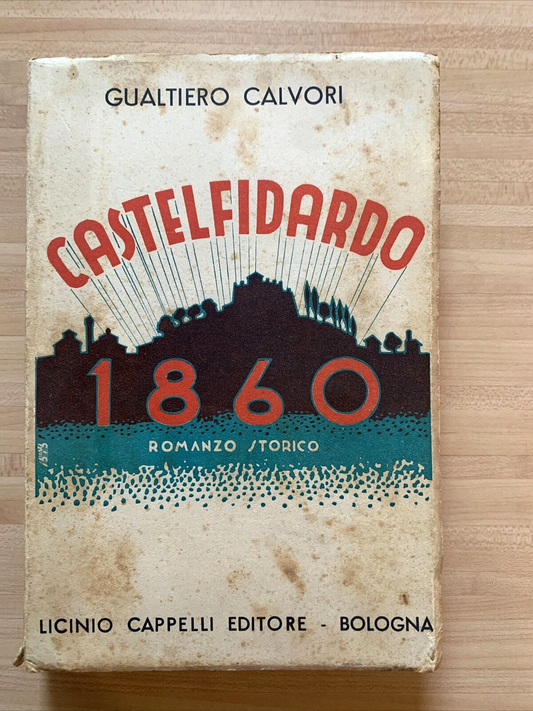 GUALTIERO CALVORI
CASTELFIDARDO
1860
ROMANZO STORICO
LICINIO CAPPELLI EDITORE - BOLOGNA